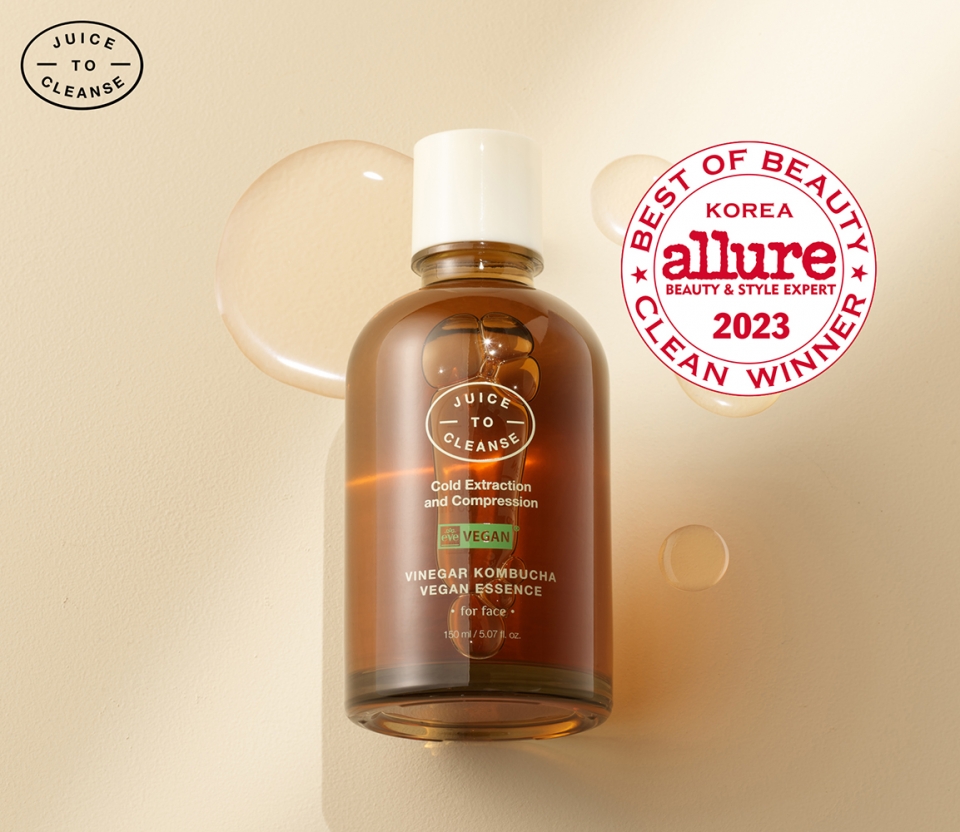 JUICE
TO
CLEANSE
BEST OF BEAUTY
KOREA
allure
BEAUTY & STYLE EXPERT
2023
CLEAN WINNER
JUICE
TO
CLEANSE
Cold Extraction
and Compression
eve VEGAN
VINEGAR KOMBUCHA
VEGAN ESSENCE
• for face •
150 ml / 5.07 fl. oz.